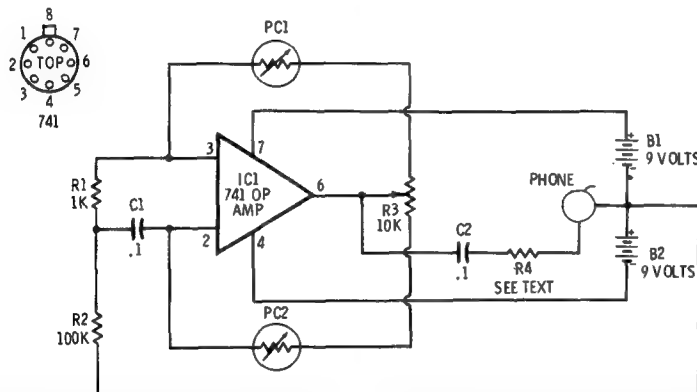 8
1
7
2
TOP
6
3
5
4
741
PC1
3
7
IC1
741 OP
AMP
6
2
4
R1
1K
C1
.1
R2
100K
R3
10K
C2
.1
R4
SEE TEXT
PHONE
B1
9 VOLTS
B2
9 VOLTS
PC2
+
-
+
-